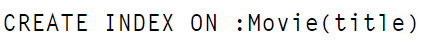 CREATE INDEX ON :Movie(title)